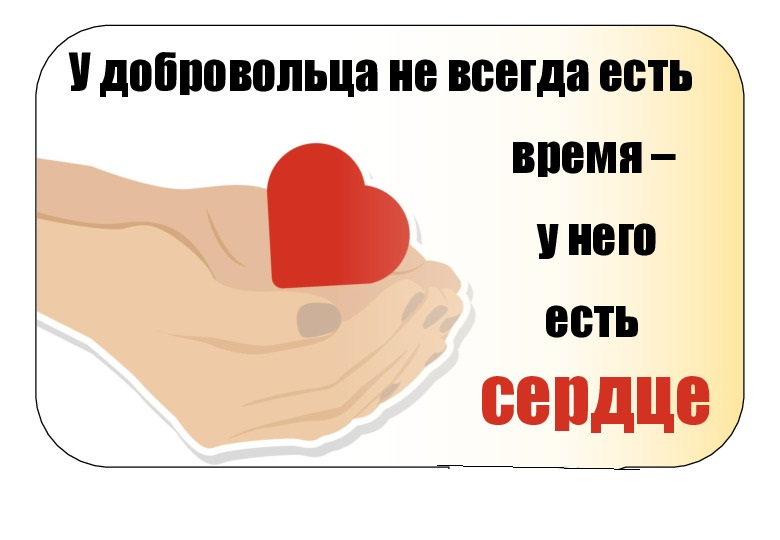 У добровольца не всегда есть
время –
у него
есть
сердце